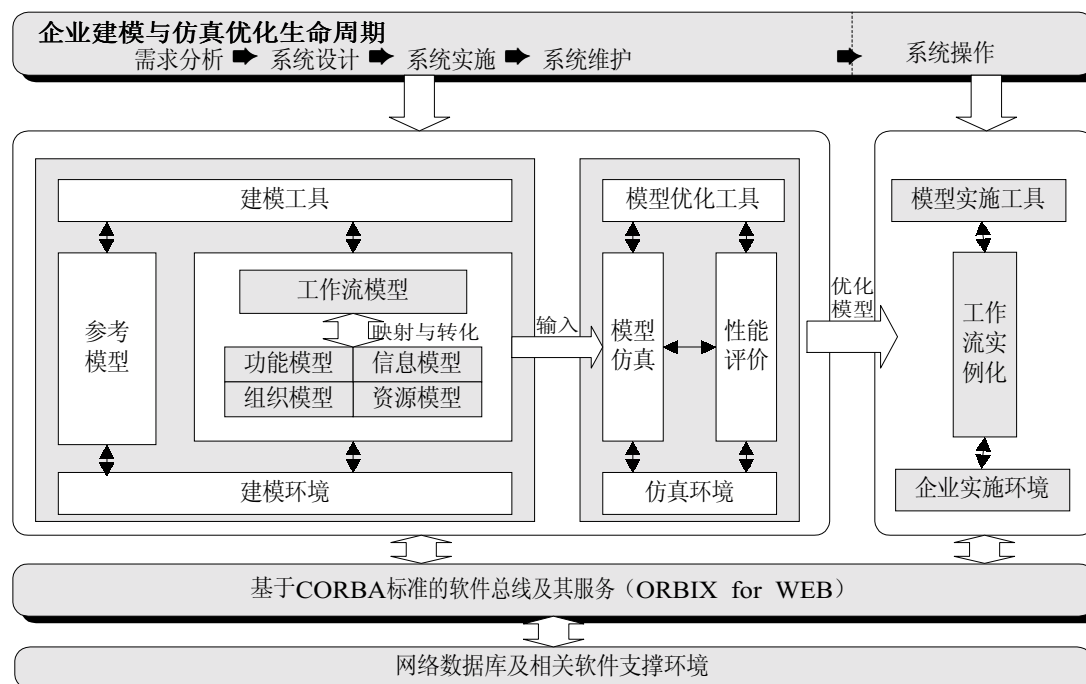 企业建模与仿真优化生命周期
需求分析 系统设计 系统实施 系统维护 系统操作
建模工具
参考
模型
工作流模型
映射与转化
功能模型 信息模型
组织模型 资源模型
建模环境
输入
模型优化工具
模型
仿真
性能
评价
仿真环境
优化
模型
模型实施工具
工作
流实
例化
企业实施环境
基于CORBA标准的软件总线及其服务（ORBIX for WEB）
网络数据库及相关软件支撑环境